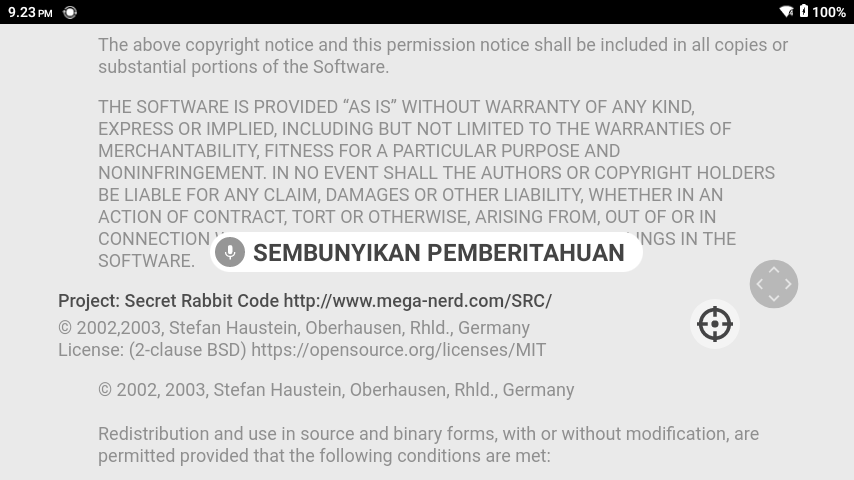 9.23 PM
100%
The above copyright notice and this permission notice shall be included in all copies or
substantial portions of the Software.
THE SOFTWARE IS PROVIDED “AS IS” WITHOUT WARRANTY OF ANY KIND,
EXPRESS OR IMPLIED, INCLUDING BUT NOT LIMITED TO THE WARRANTIES OF
MERCHANTABILITY, FITNESS FOR A PARTICULAR PURPOSE AND
NONINFRINGEMENT. IN NO EVENT SHALL THE AUTHORS OR COPYRIGHT HOLDERS
BE LIABLE FOR ANY CLAIM, DAMAGES OR OTHER LIABILITY, WHETHER IN AN
ACTION OF CONTRACT, TORT OR OTHERWISE, ARISING FROM, OUT OF OR IN
CONNECTION INGS IN THE
SEMBUNYIKAN PEMBERITAHUAN
SOFTWARE.
Project: Secret Rabbit Code http://www.mega-nerd.com/SRC/
© 2002,2003, Stefan Haustein, Oberhausen, Rhld., Germany
License: (2-clause BSD) https://opensource.org/licenses/MIT
© 2002, 2003, Stefan Haustein, Oberhausen, Rhld., Germany
Redistribution and use in source and binary forms, with or without modification, are
permitted provided that the following conditions are met: